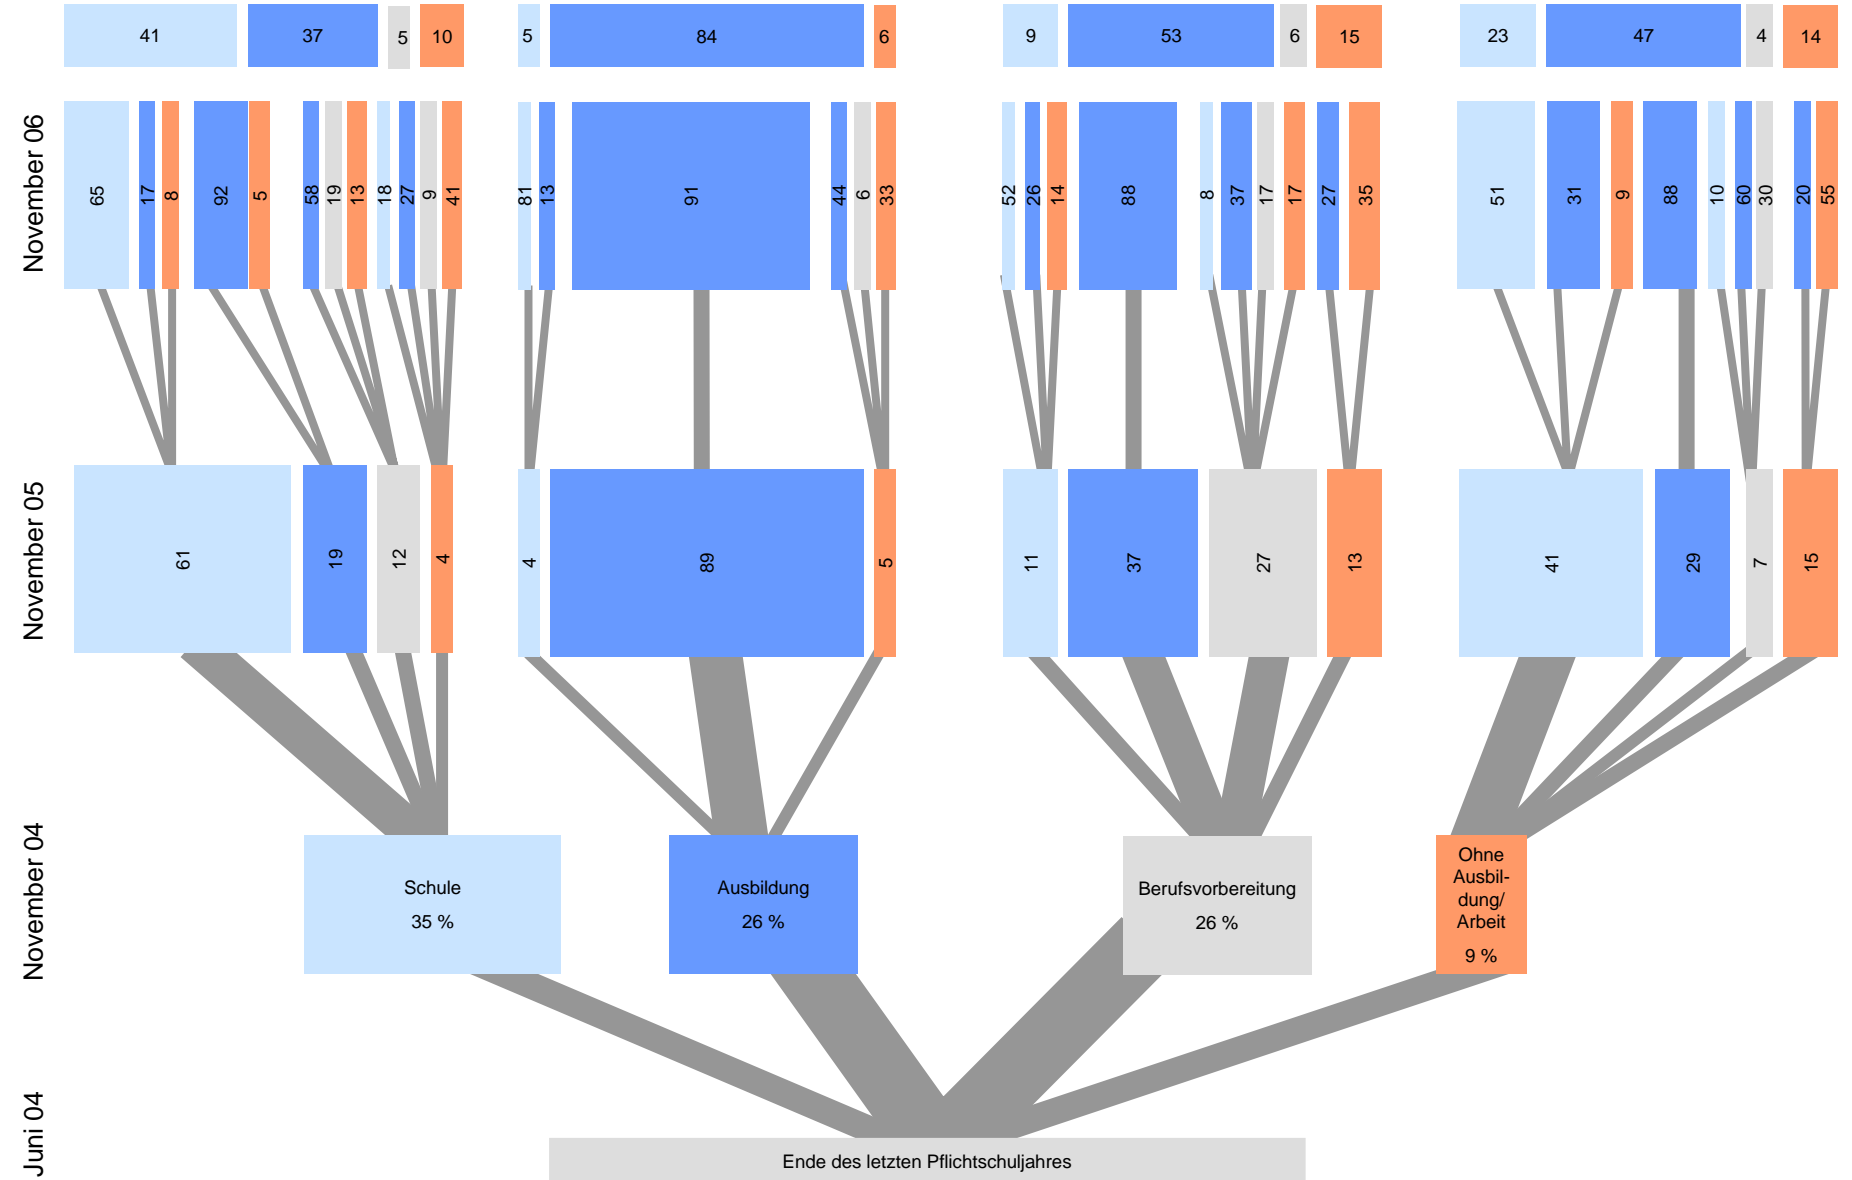 41 37 5 10 5 84 6 9 53 6 15 23 47 4 14
November 06
65 17 8 92 5 58 19 13 18 27 9 41 81 13 91 44 6 33 52 26 14 88 8 37 17 17 27 35 51 31 9 88 10 60 30 20 55
November 05
61 19 12 4 4 89 5 11 37 27 13 41 29 7 15
November 04
Schule
35 %
Ausbildung
26 %
Berufsvorbereitung
26 %
Ohne
Ausbil-
dung/
Arbeit
9 %
Juni 04
Ende des letzten Pflichtschuljahres